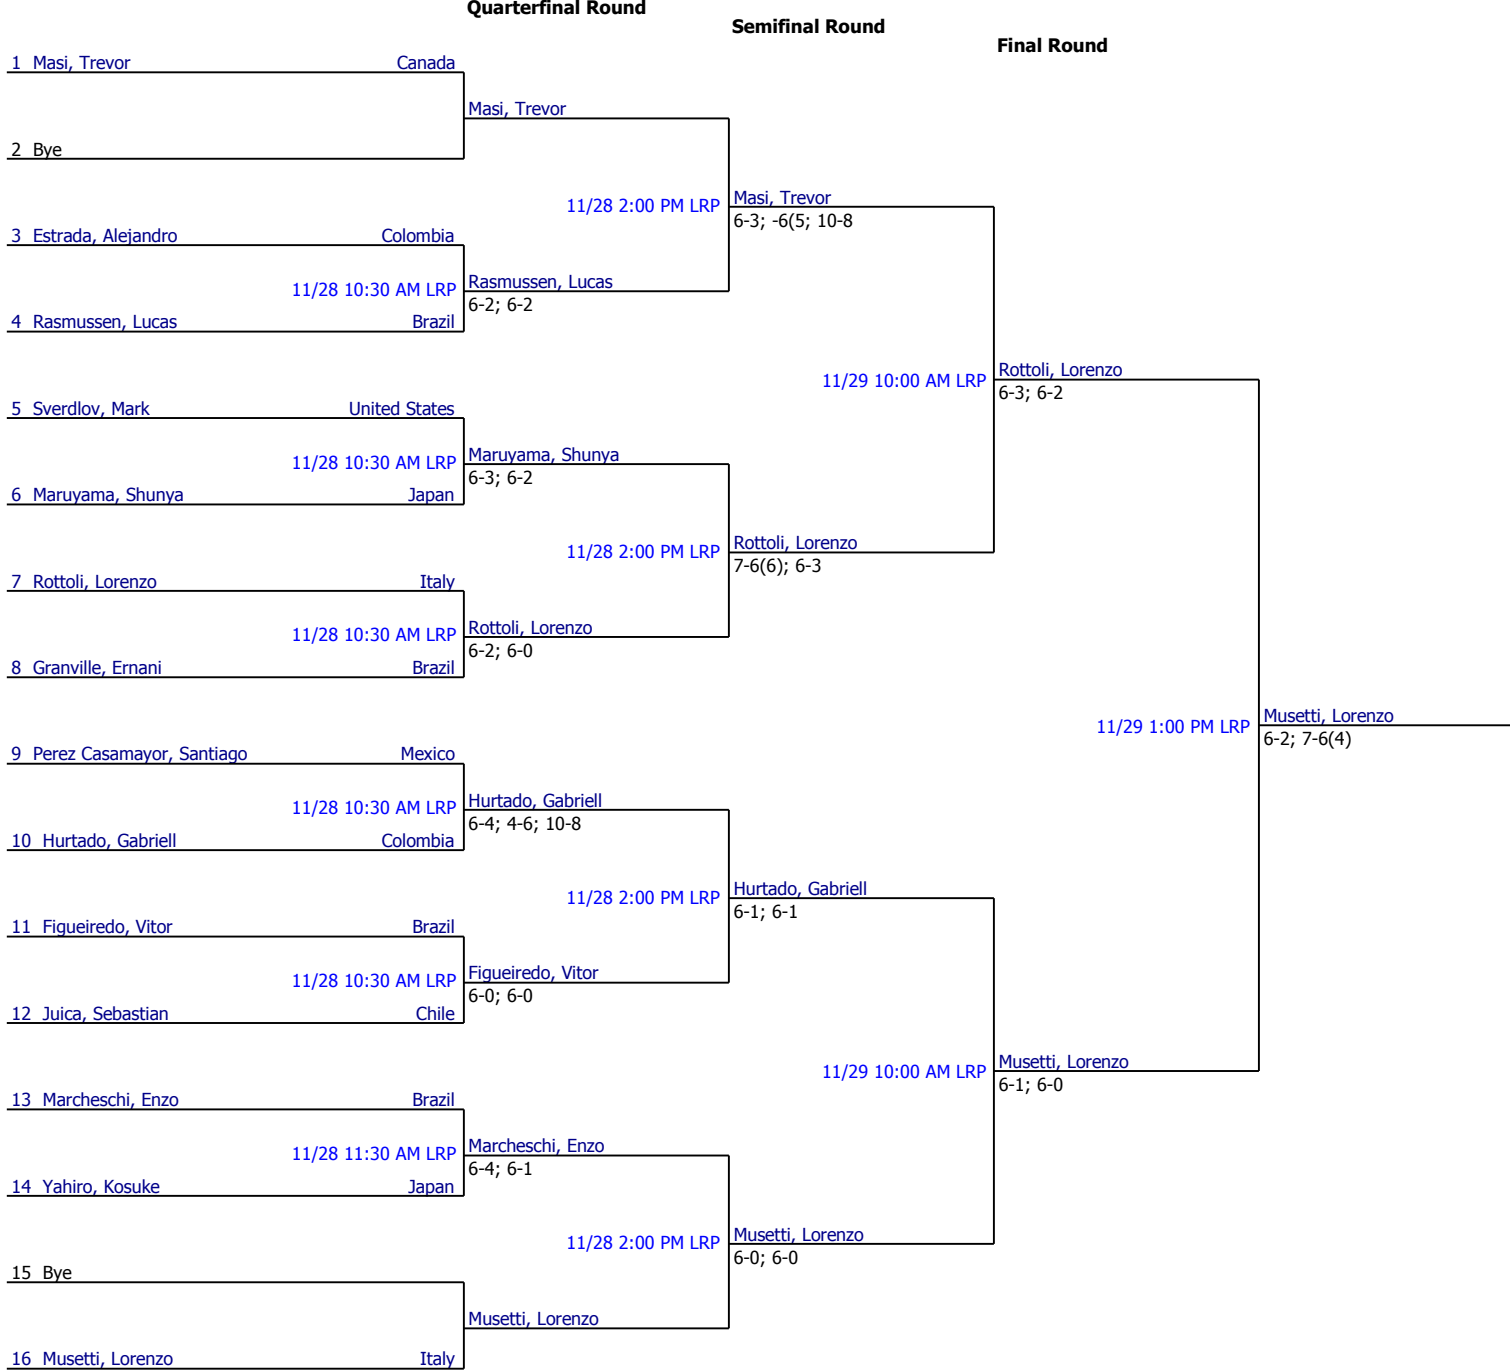 Quarterfinal Round
Semifinal Round
Final Round
1 Masi, Trevor Canada
Masi, Trevor
2 Bye
11/28 2:00 PM LRP Masi, Trevor
6-3; -6(5; 10-8
3 Estrada, Alejandro Colombia
11/28 10:30 AM LRP Rasmussen, Lucas
6-2; 6-2
4 Rasmussen, Lucas Brazil
11/29 10:00 AM LRP Rottoli, Lorenzo
6-3; 6-2
5 Sverdlov, Mark United States
11/28 10:30 AM LRP Maruyama, Shunya
6-3; 6-2
6 Maruyama, Shunya Japan
11/28 2:00 PM LRP Rottoli, Lorenzo
7-6(6); 6-3
7 Rottoli, Lorenzo Italy
11/28 10:30 AM LRP Rottoli, Lorenzo
6-2; 6-0
8 Granville, Ernani Brazil
11/29 1:00 PM LRP Musetti, Lorenzo
6-2; 7-6(4)
9 Perez Casamayor, Santiago Mexico
11/28 10:30 AM LRP Hurtado, Gabriell
6-4; 4-6; 10-8
10 Hurtado, Gabriell Colombia
11/28 2:00 PM LRP Hurtado, Gabriell
6-1; 6-1
11 Figueiredo, Vitor Brazil
11/28 10:30 AM LRP Figueiredo, Vitor
6-0; 6-0
12 Juica, Sebastian Chile
11/29 10:00 AM LRP Musetti, Lorenzo
6-1; 6-0
13 Marcheschi, Enzo Brazil
11/28 11:30 AM LRP Marcheschi, Enzo
6-4; 6-1
14 Yahiro, Kosuke Japan
11/28 2:00 PM LRP Musetti, Lorenzo
6-0; 6-0
15 Bye
Musetti, Lorenzo
16 Musetti, Lorenzo Italy